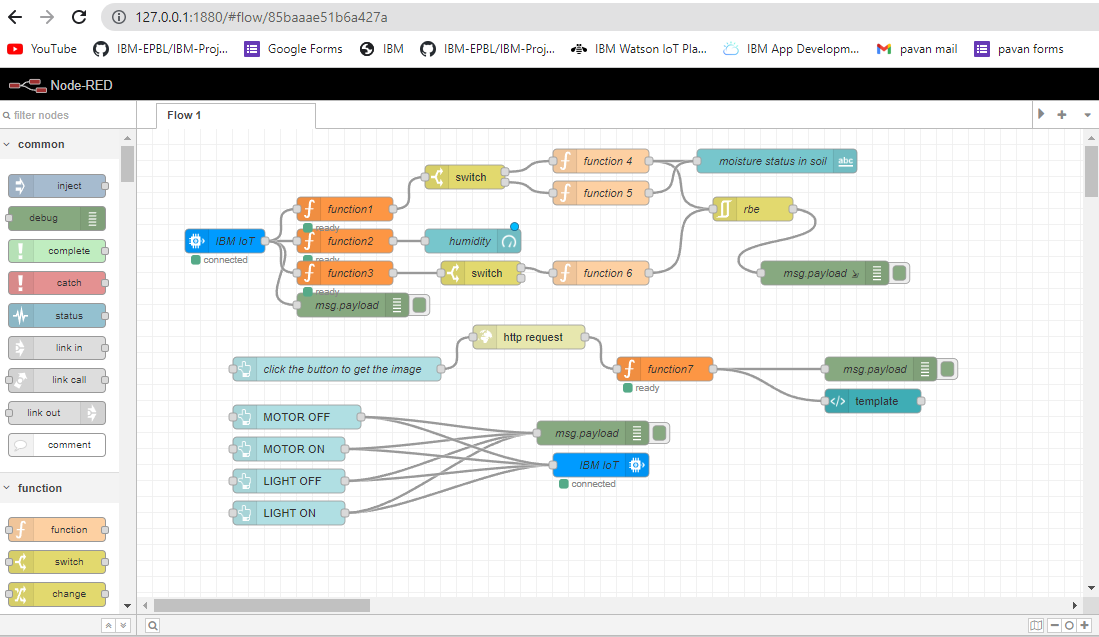 127.0.0.1:1880/#flow/85baaae51b6a427a
YouTube IBM-EPBL/IBM-Proj... Google Forms IBM IBM-EPBL/IBM-Proj... IBM Watson IoT Pla... IBM App Developm... pavan mail pavan forms
Node-RED
filter nodes
Flow 1
common
inject
debug
complete
catch
status
link in
link call
link out
comment
function
function
switch
change
function 4
moisture status in soil abc
switch
function 5
function1
rbe
ready
IBM IoT
function2
humidity
connected
ready
function3
switch
function 6
msg.payload
ready
msg.payload
http request
click the button to get the image
function7
msg.payload
ready
template
MOTOR OFF
msg.payload
MOTOR ON
IBM IoT
LIGHT OFF
connected
LIGHT ON